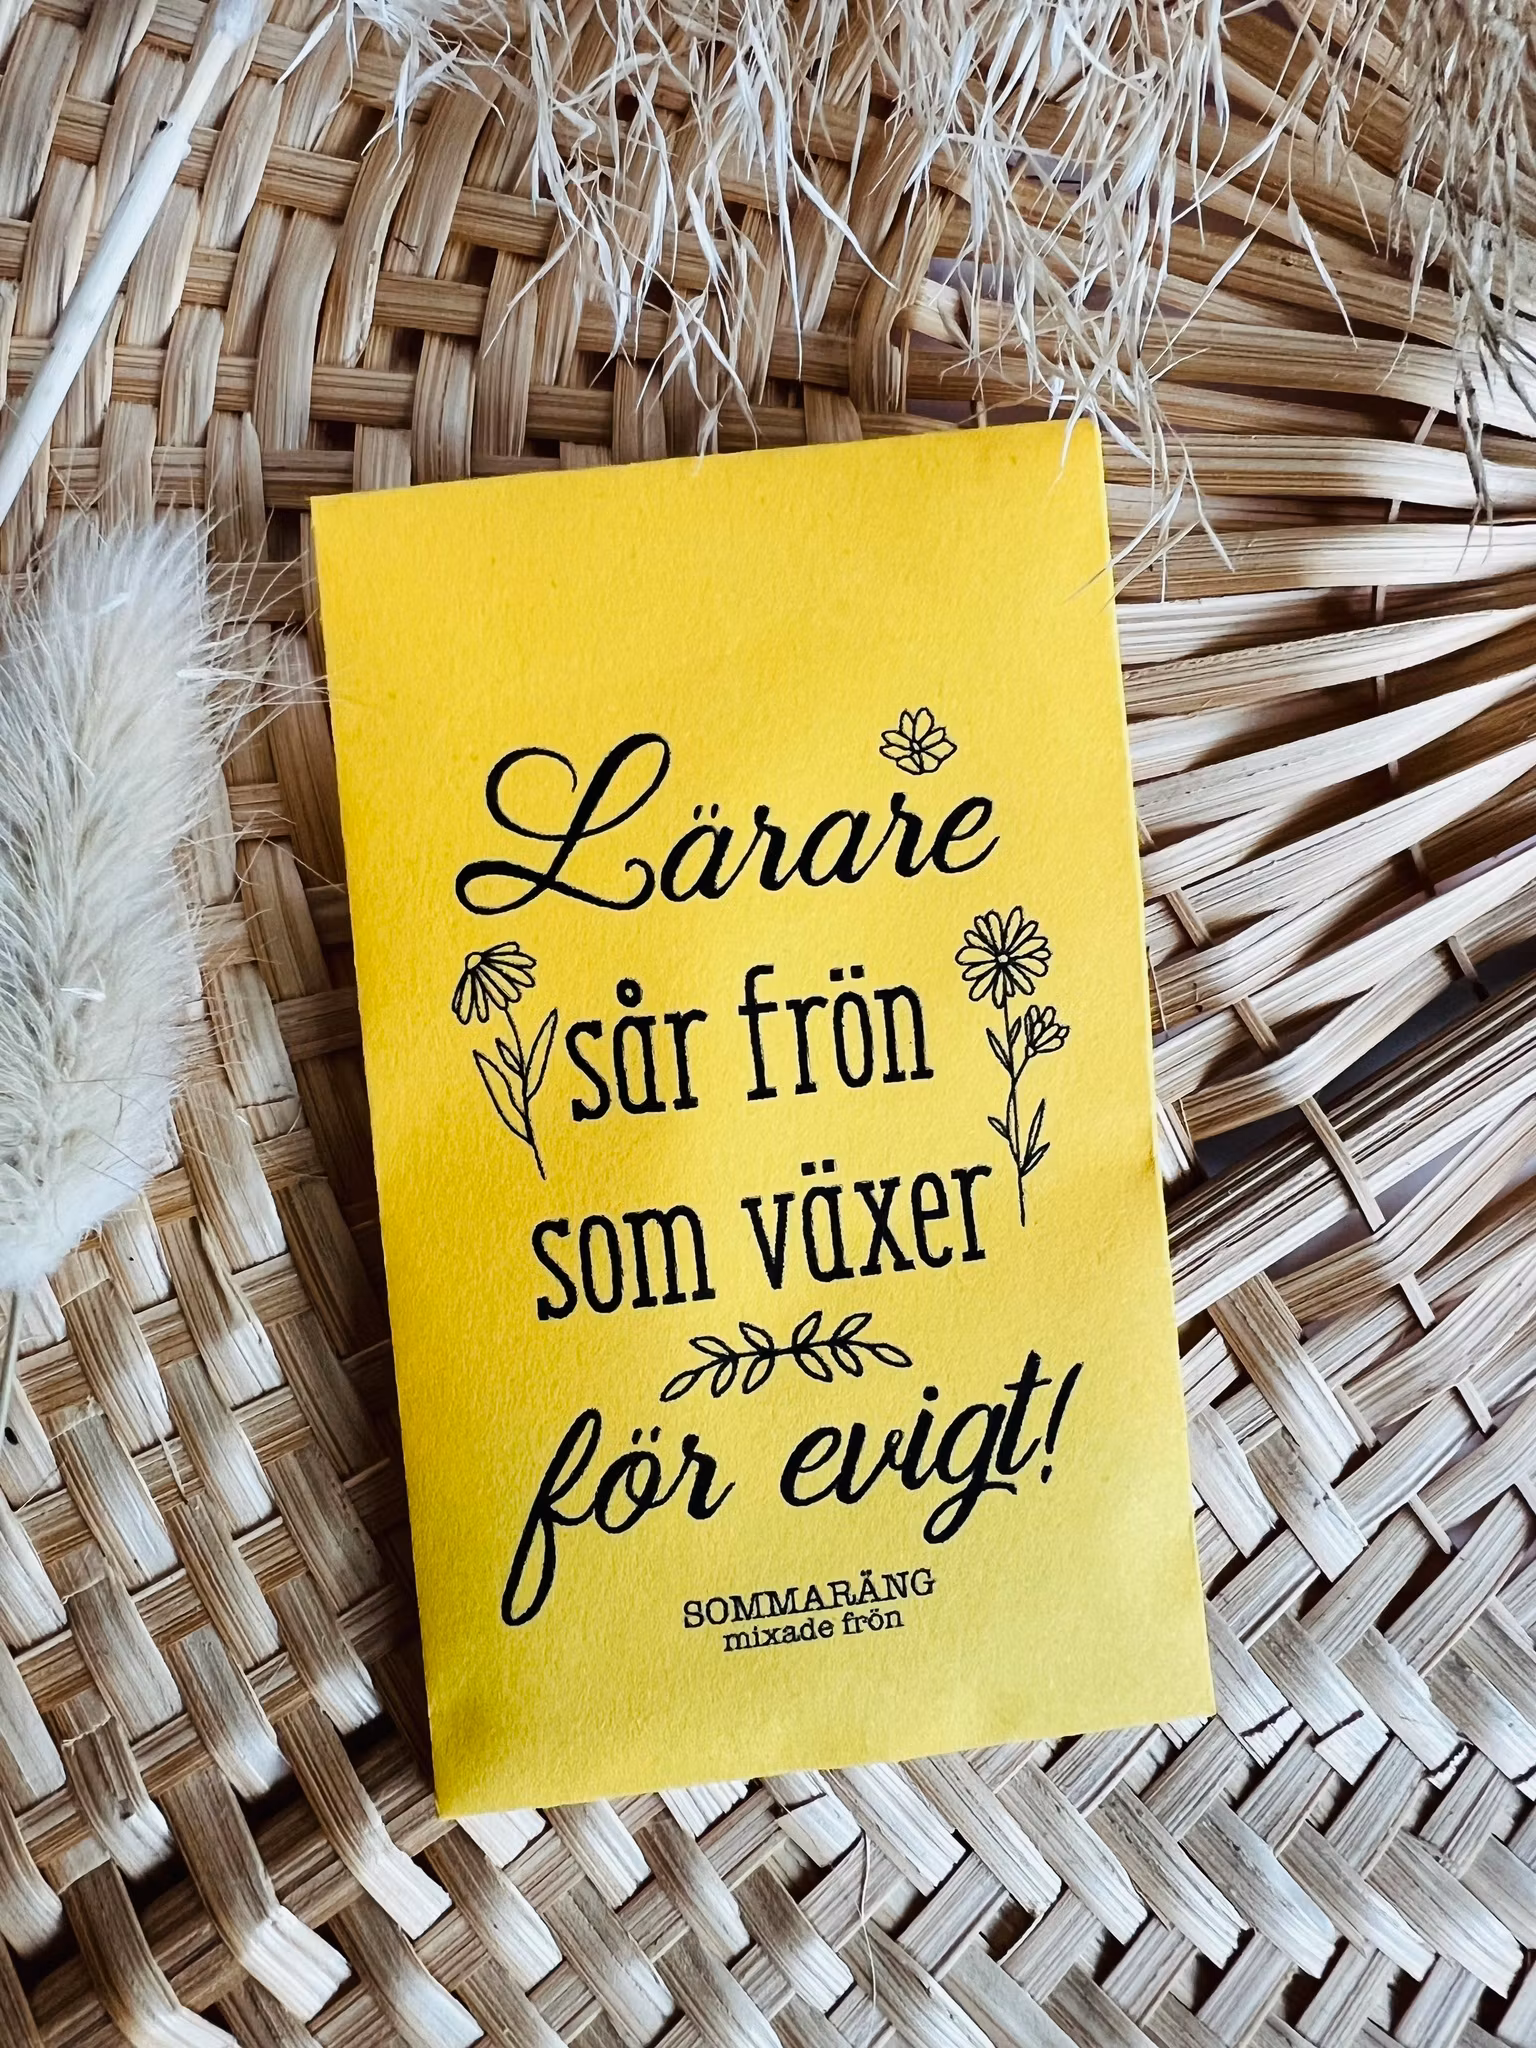 Lärare
sår frön
som växer
för evigt!
SOMMARÄNG
mixade frön